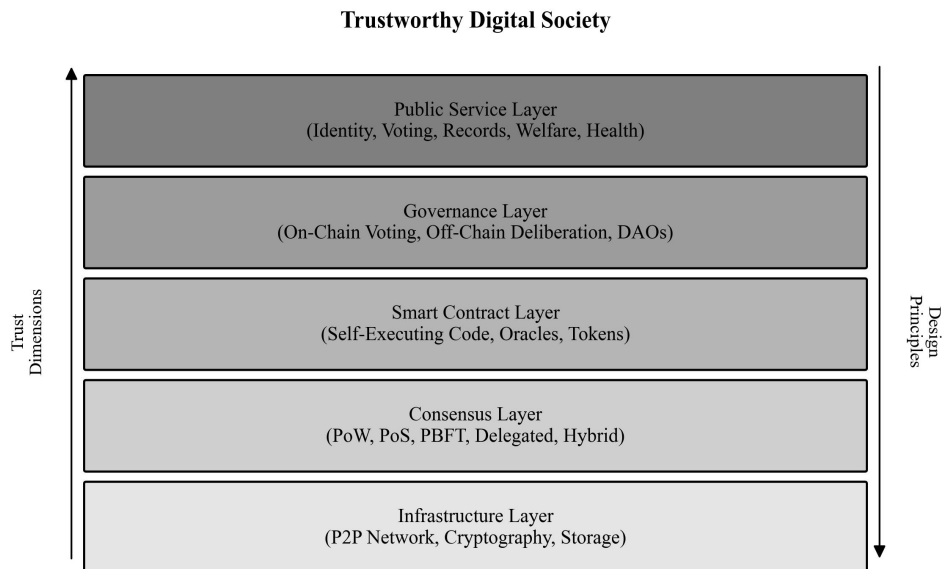 Trustworthy Digital Society
Public Service Layer
(Identity, Voting, Records, Welfare, Health)
Governance Layer
(On-Chain Voting, Off-Chain Deliberation, DAOs)
Smart Contract Layer
(Self-Executing Code, Oracles, Tokens)
Consensus Layer
(PoW, PoS, PBFT, Delegated, Hybrid)
Infrastructure Layer
(P2P Network, Cryptography, Storage)
Trust
Dimensions
Design
Principles